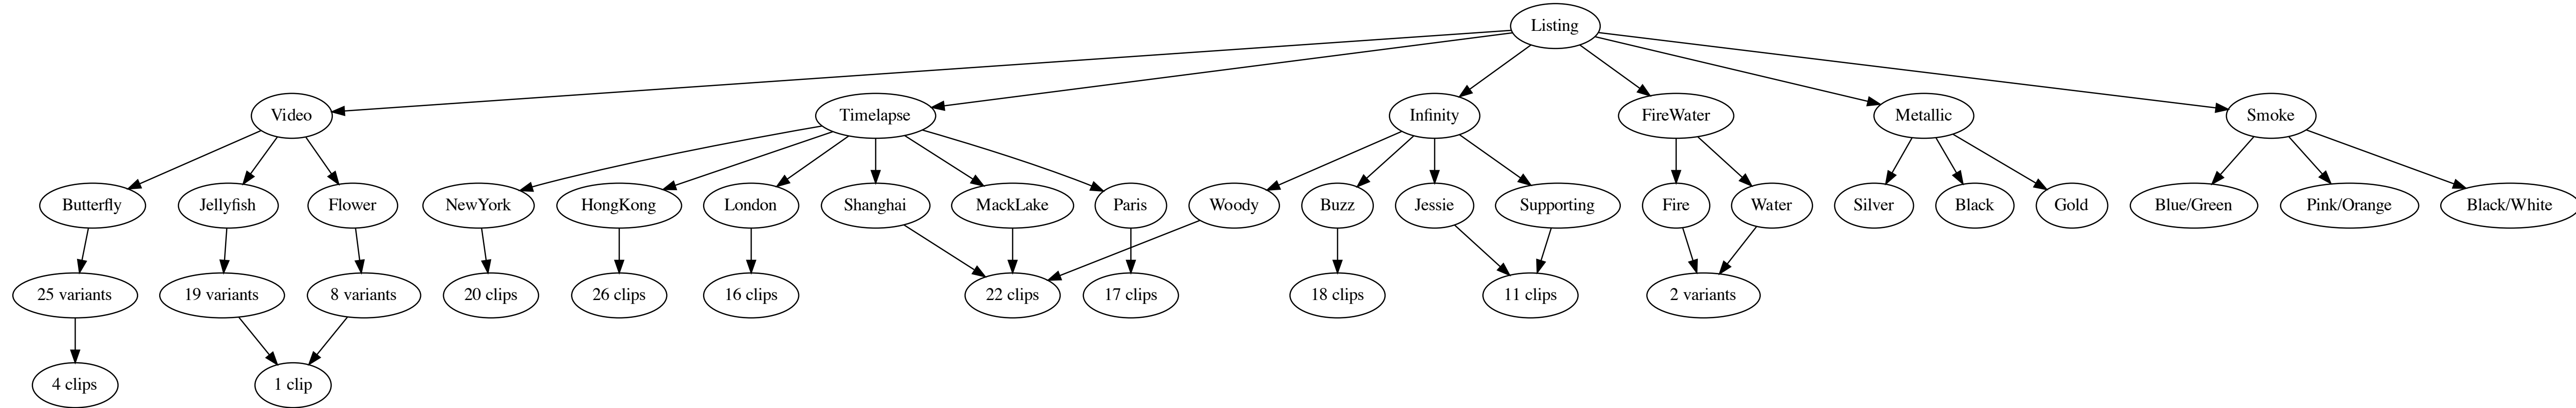 Listing
Video
Timelapse
Infinity
FireWater
Metallic
Smoke
Butterfly
Jellyfish
Flower
NewYork
HongKong
London
Shanghai
MackLake
Paris
Woody
Buzz
Jessie
Supporting
Fire
Water
Silver
Black
Gold
Blue/Green
Pink/Orange
Black/White
25 variants
19 variants
8 variants
20 clips
26 clips
16 clips
22 clips
17 clips
18 clips
11 clips
2 variants
4 clips
1 clip